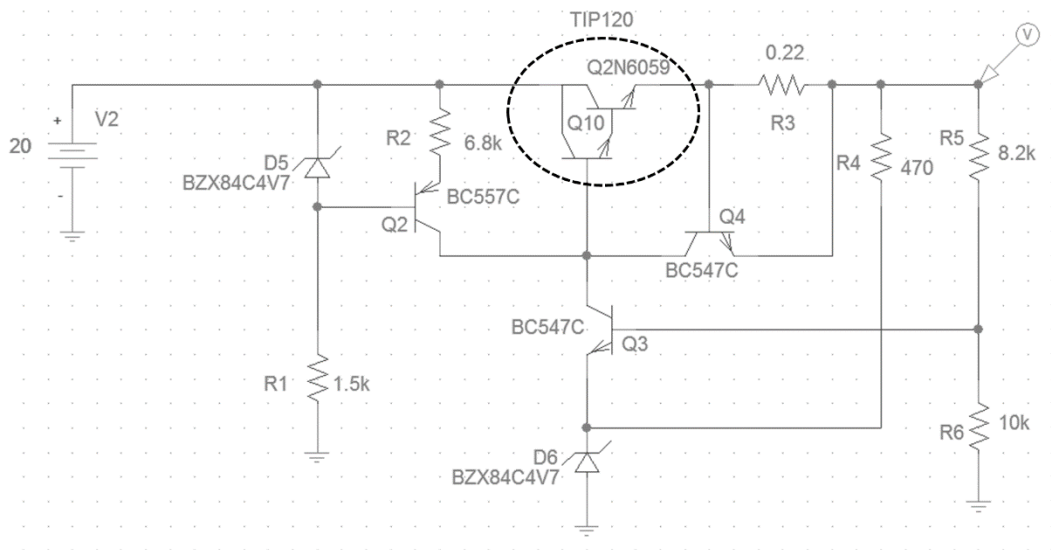 TIP120
Q2N6059
Q10
0.22
R3
V
+
V2
20
-
D5
BZX84C4V7
R2
6.8k
BC557C
Q2
R4
470
R5
8.2k
Q4
BC547C
BC547C
Q3
R1
1.5k
D6
BZX84C4V7
R6
10k